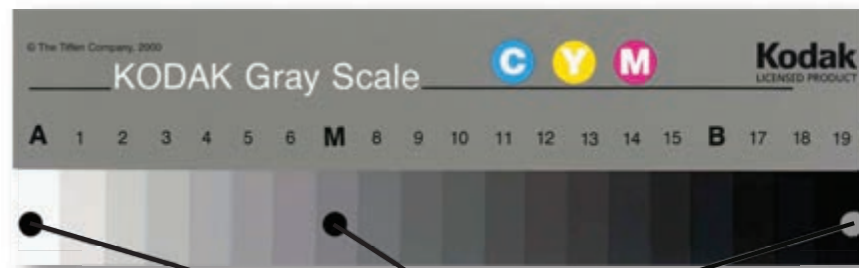 © The Tiffen Company, 2000
KODAK Gray Scale
C Y M
Kodak
LICENSED PRODUCT
A 1 2 3 4 5 6 M 8 9 10 11 12 13 14 15 B 17 18 19